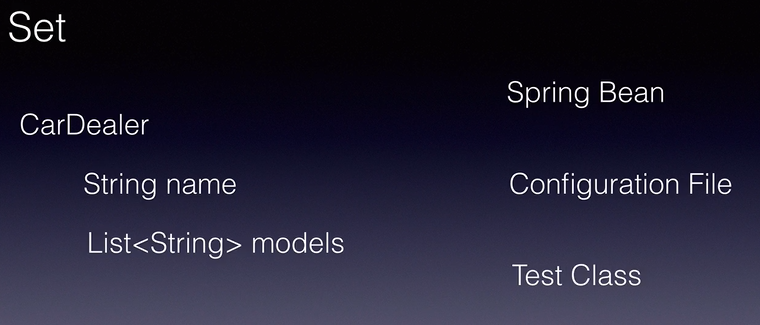 Set
CarDealer
String name
List<String> models
Spring Bean
Configuration File
Test Class